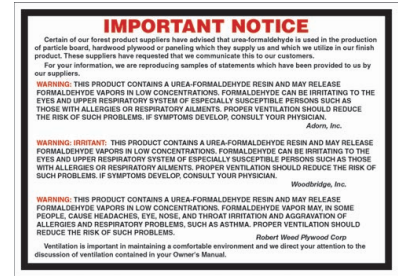 IMPORTANT NOTICE
Certain of our forest product suppliers have advised that urea-formaldehyde is used in the production
of particle board, hardwood plywood or paneling which they supply us and which we utilize in our finish
product. These suppliers have requested that we communicate this to our customers.
For your information, we are reproducing samples of statements which have been provided to us by
our suppliers.
WARNING: THIS PRODUCT CONTAINS A UREA-FORMALDEHYDE RESIN AND MAY RELEASE
FORMALDEHYDE VAPORS IN LOW CONCENTRATIONS. FORMALDEHYDE CAN BE IRRITATING TO THE
EYES AND UPPER RESPIRATORY SYSTEM OF ESPECIALLY SUSCEPTIBLE PERSONS SUCH AS
THOSE WITH ALLERGIES OR RESPIRATORY AILMENTS. PROPER VENTILATION SHOULD REDUCE
THE RISK OF SUCH PROBLEMS. IF SYMPTOMS DEVELOP, CONSULT YOUR PHYSICIAN.
Adorn, Inc.
WARNING: IRRITANT: THIS PRODUCT CONTAINS A UREA-FORMALDEHYDE RESIN AND MAY RELEASE
FORMALDEHYDE VAPORS IN LOW CONCENTRATIONS. FORMALDEHYDE CAN BE IRRITATING TO THE
EYES AND UPPER RESPIRATORY SYSTEM OF ESPECIALLY SUSCEPTIBLE PERSONS SUCH AS THOSE
WITH ALLERGIES OR RESPIRATORY AILMENTS. PROPER VENTILATION SHOULD REDUCE THE RISK OF
SUCH PROBLEMS. IF SYMPTOMS DEVELOP, CONSULT YOUR PHYSICIAN.
Woodbridge, Inc.
WARNING: THIS PRODUCT CONTAINS A UREA-FORMALDEHYDE RESIN AND MAY RELEASE
FORMALDEHYDE VAPORS IN LOW CONCENTRATIONS. FORMALDEHYDE VAPOR MAY, IN SOME
PEOPLE, CAUSE HEADACHES, EYE, NOSE, AND THROAT IRRITATION AND AGGRAVATION OF
ALLERGIES AND RESPIRATORY PROBLEMS, SUCH AS ASTHMA. PROPER VENTILATION SHOULD
REDUCE THE RISK OF SUCH PROBLEMS.
Robert Weed Plywood Corp
Ventilation is important in maintaining a comfortable environment and we direct your attention to the
discussion of ventilation contained in your Owner's Manual.